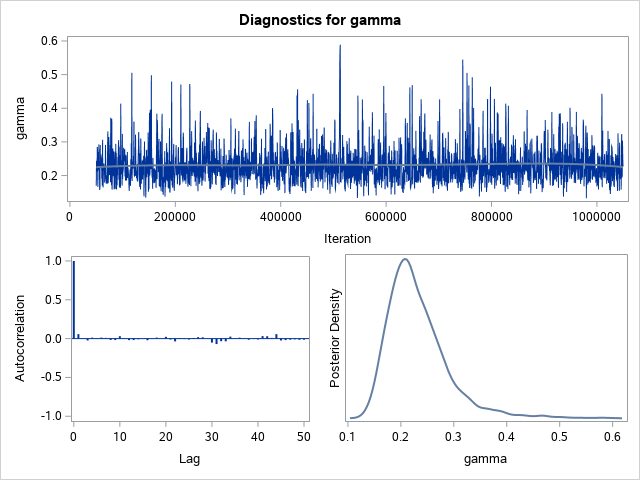 Diagnostics for gamma
0.6
0.5
0.4
0.3
0.2
gamma
0 200000 400000 600000 800000 1000000
Iteration
1.0
0.5
0.0
-0.5
-1.0
Autocorrelation
0 10 20 30 40 50
Lag
Posterior Density
0.1 0.2 0.3 0.4 0.5 0.6
gamma